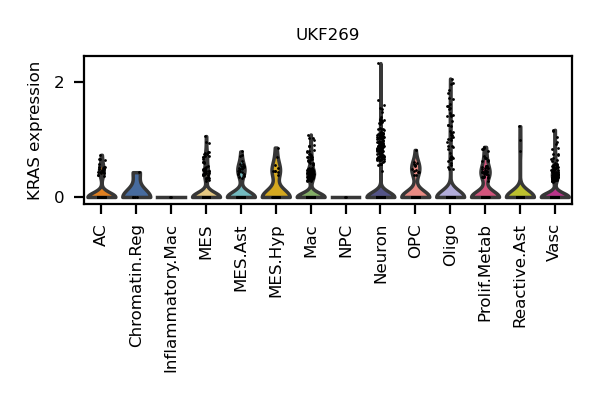 UKF269
KRAS expression
2
0
AC
Chromatin.Reg
Inflammatory.Mac
MES
MES.Ast
MES.Hyp
Mac
NPC
Neuron
OPC
Oligo
Prolif.Metab
Reactive.Ast
Vasc